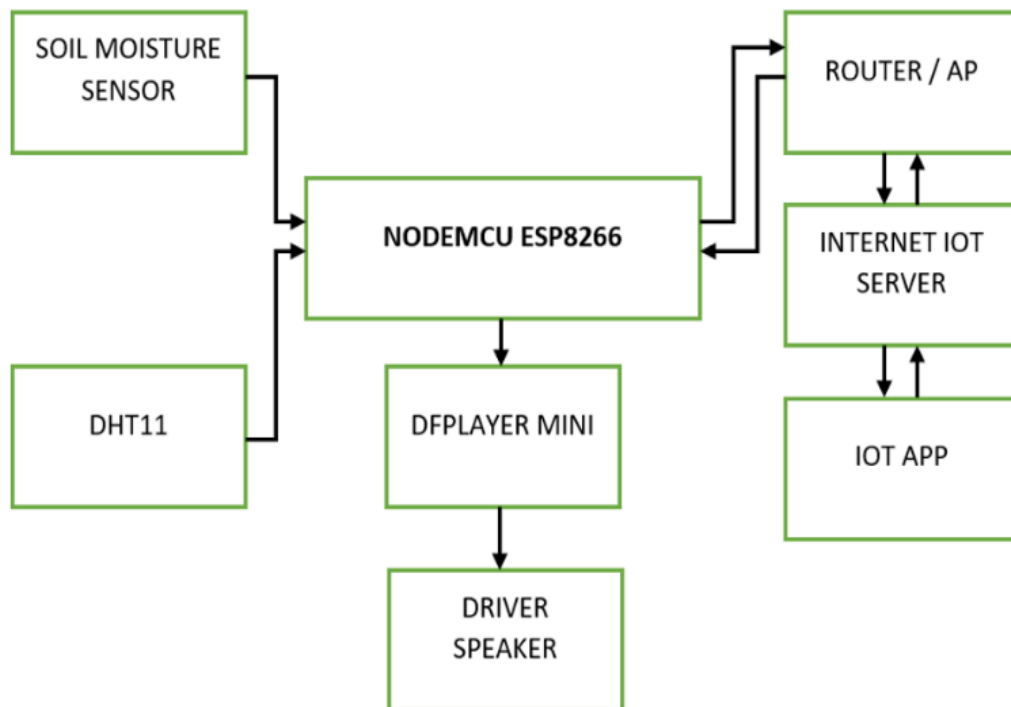 SOIL MOISTURE
SENSOR
ROUTER / AP
NODEMCU ESP8266
INTERNET IOT
SERVER
DHT11
DFPLAYER MINI
IOT APP
DRIVER
SPEAKER